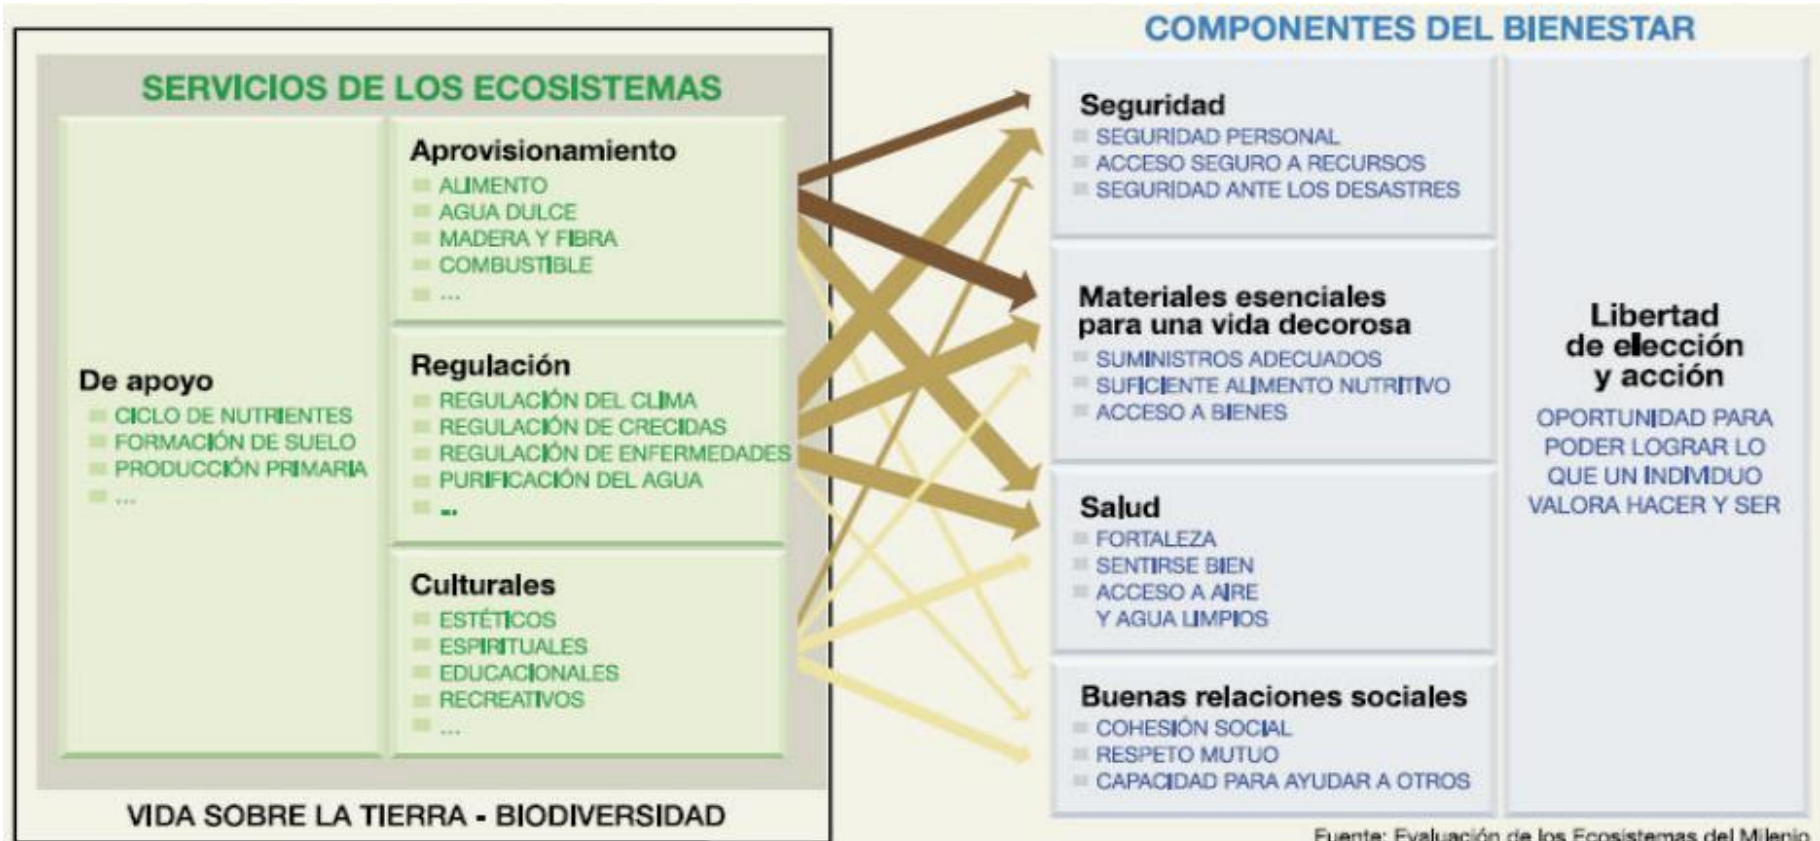 SERVICIOS DE LOS ECOSISTEMAS
De apoyo
CICLO DE NUTRIENTES
FORMACIÓN DE SUELO
PRODUCCIÓN PRIMARIA
...
Aprovisionamiento
ALIMENTO
AGUA DULCE
MADERA Y FIBRA
COMBUSTIBLE
...
Regulación
REGULACIÓN DEL CLIMA
REGULACIÓN DE CRECIDAS
REGULACIÓN DE ENFERMEDADES
PURIFICACIÓN DEL AGUA
...
Culturales
ESTÉTICOS
ESPIRITUALES
EDUCACIONALES
RECREATIVOS
...
VIDA SOBRE LA TIERRA - BIODIVERSIDAD
COMPONENTES DEL BIENESTAR
Seguridad
SEGURIDAD PERSONAL
ACCESO SEGURO A RECURSOS
SEGURIDAD ANTE LOS DESASTRES
Materiales esenciales
para una vida decorosa
SUMINISTROS ADECUADOS
SUFICIENTE ALIMENTO NUTRITIVO
ACCESO A BIENES
Salud
FORTALEZA
SENTIRSE BIEN
ACCESO A AIRE
Y AGUA LIMPIOS
Buenas relaciones sociales
COHESIÓN SOCIAL
RESPETO MUTUO
CAPACIDAD PARA AYUDAR A OTROS
Libertad
de elección
y acción
OPORTUNIDAD PARA
PODER LOGRAR LO
QUE UN INDIVIDUO
VALORA HACER Y SER
Fuente: Evaluación de los Ecosistemas del Milenio